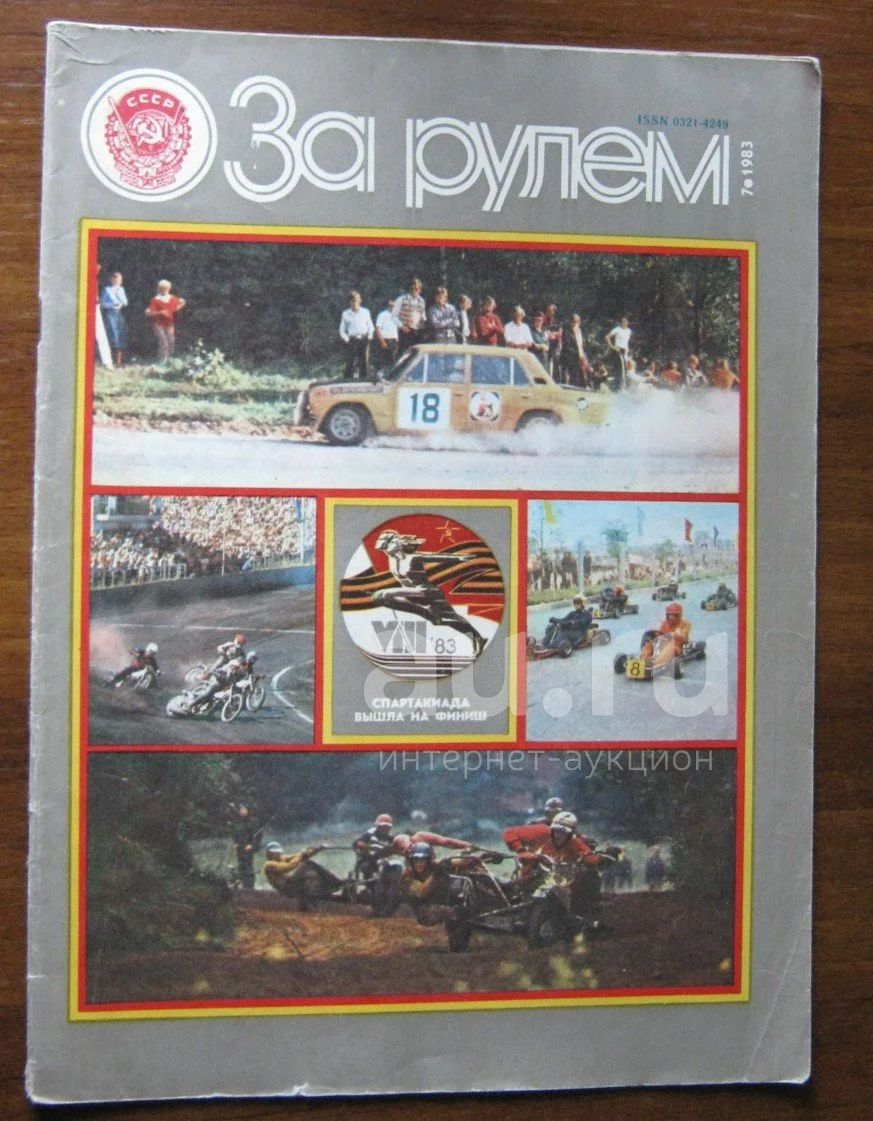 СССР
За рулем
ISSN 0321-4249
7•1983
18
VIII '83
СПАРТАКИАДА
ВЫШЛА НА ФИНИШ
8
au.ru
интернет-аукцион